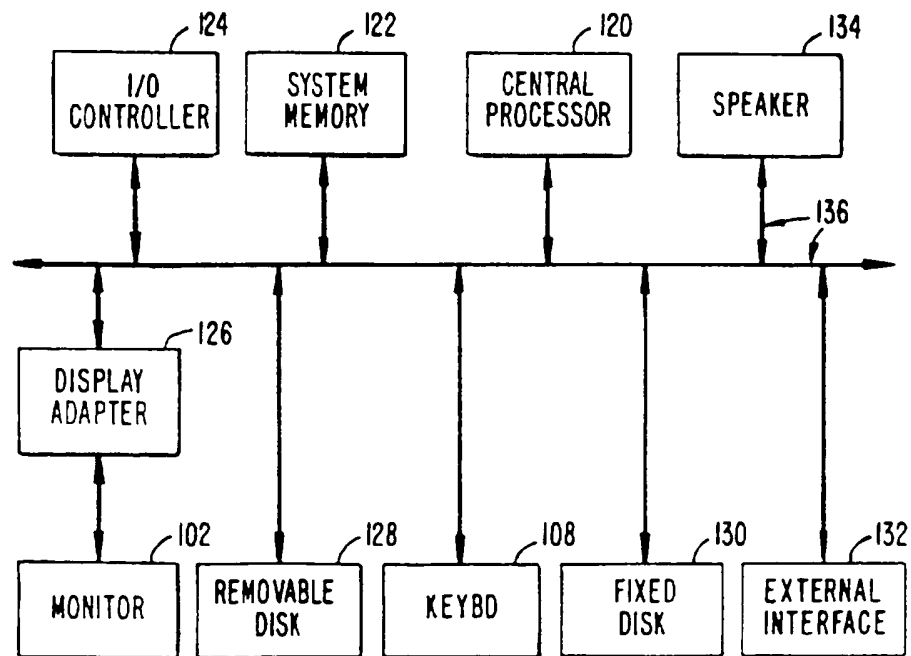 124
122
120
134
I/O
CONTROLLER
SYSTEM
MEMORY
CENTRAL
PROCESSOR
SPEAKER
136
126
DISPLAY
ADAPTER
102
128
108
130
132
MONITOR
REMOVABLE
DISK
KEYBD
FIXED
DISK
EXTERNAL
INTERFACE